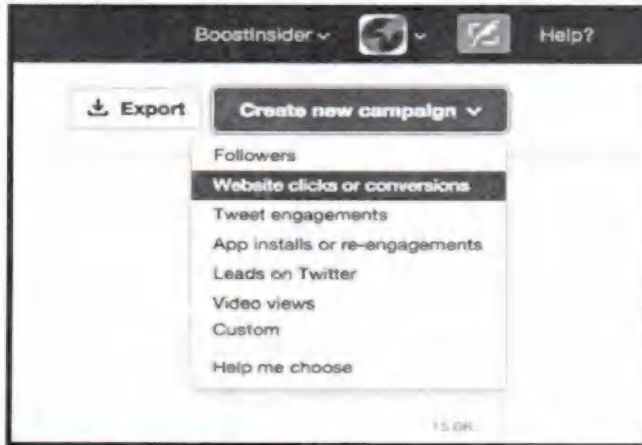 BoostInsider Help?
Export Create new campaign
Followers
Website clicks or conversions
Tweet engagements
App installs or re-engagements
Leads on Twitter
Video views
Custom
Help me choose